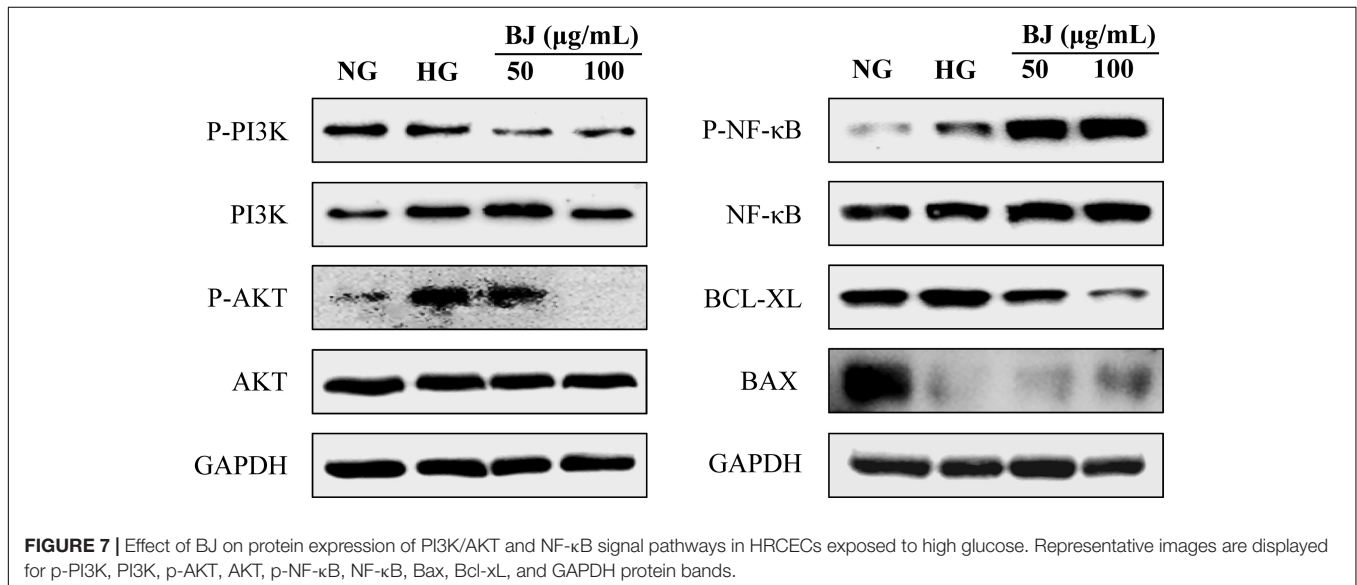 BJ (μg/mL)
NG HG 50 100
P-PI3K
PI3K
P-AKT
AKT
GAPDH
BJ (μg/mL)
NG HG 50 100
P-NF-κB
NF-κB
BCL-XL
BAX
GAPDH
FIGURE 7 | Effect of BJ on protein expression of PI3K/AKT and NF-κB signal pathways in HRCECs exposed to high glucose. Representative images are displayed
for p-PI3K, PI3K, p-AKT, AKT, p-NF-κB, NF-κB, Bax, Bcl-xL, and GAPDH protein bands.